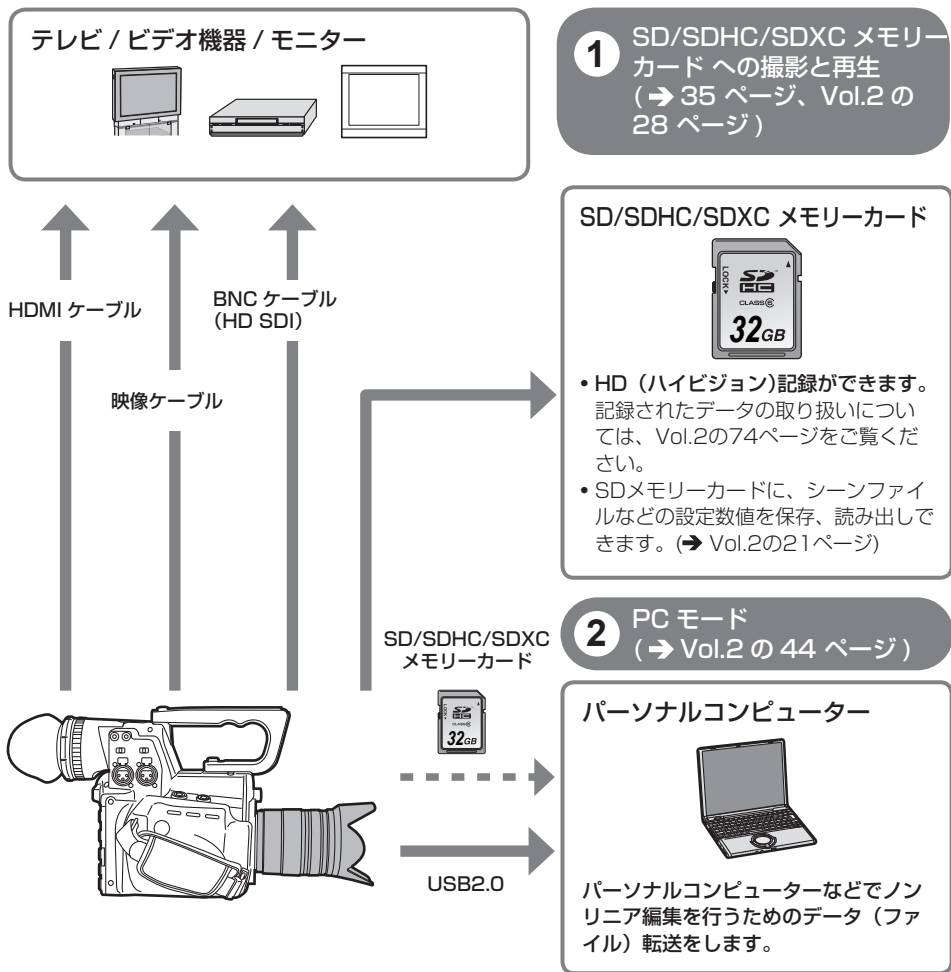 テレビ / ビデオ機器 / モニター
1
SD/SDHC/SDXC メモリー
カード への撮影と再生
( ➔ 35 ページ、Vol.2 の
28 ページ )
HDMI ケーブル
映像ケーブル
BNC ケーブル
（HD SDI）
SD/SDHC/SDXC メモリーカード
LOCK
SD
HC
CLASS⑥
32GB
• HD（ハイビジョン）記録ができます。
記録されたデータの取り扱いについ
ては、Vol.2の74ページをご覧くだ
さい。
• SDメモリーカードに、シーンファイ
ルなどの設定数値を保存、読み出しで
きます。(➔ Vol.2の21ページ)
SD/SDHC/SDXC
メモリーカード
LOCK
SD
HC
CLASS⑥
32GB
USB2.0
2
PC モード
( ➔ Vol.2 の 44 ページ )
パーソナルコンピューター
パーソナルコンピューターなどでノン
リニア編集を行うためのデータ（ファ
イル）転送をします。